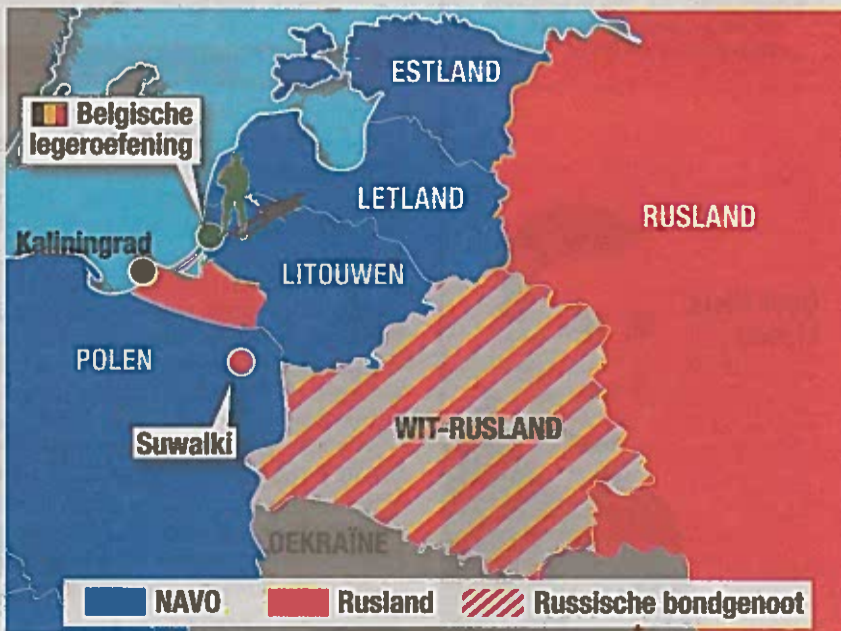 ESTLAND
Belgische
legeroefening
LETLAND
RUSLAND
Kaliningrad
LITOUWEN
POLEN
Suwalki
WIT-RUSLAND
OEKRAÏNE
NAVO
Rusland
Russische bondgenoot